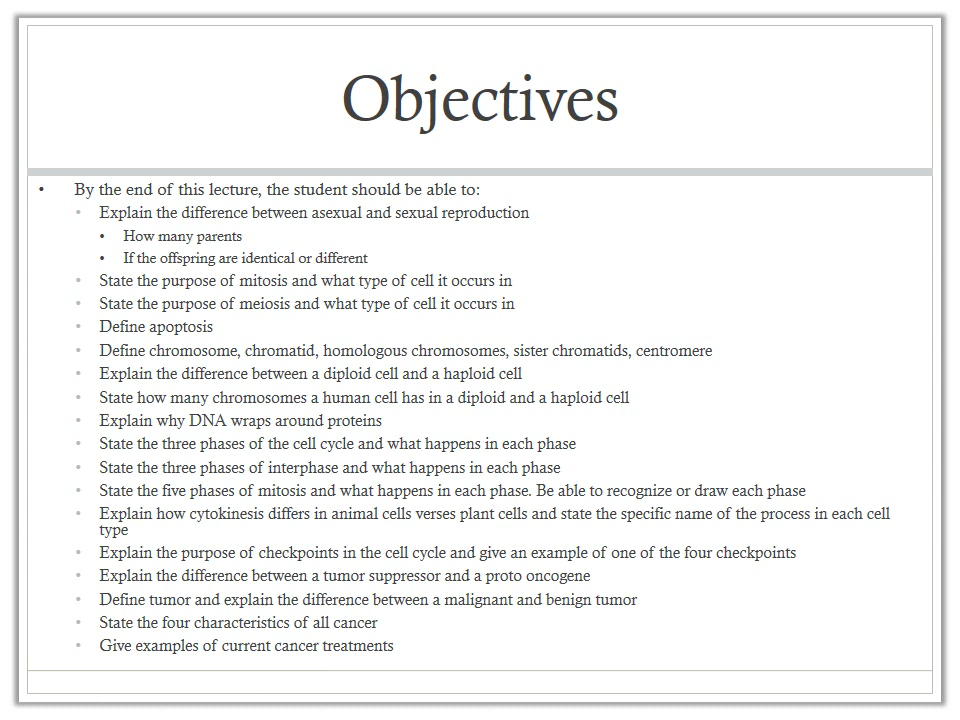 Objectives
• By the end of this lecture, the student should be able to:
• Explain the difference between asexual and sexual reproduction
• How many parents
• If the offspring are identical or different
• State the purpose of mitosis and what type of cell it occurs in
• State the purpose of meiosis and what type of cell it occurs in
• Define apoptosis
• Define chromosome, chromatid, homologous chromosomes, sister chromatids, centromere
• Explain the difference between a diploid cell and a haploid cell
• State how many chromosomes a human cell has in a diploid and a haploid cell
• Explain why DNA wraps around proteins
• State the three phases of the cell cycle and what happens in each phase
• State the three phases of interphase and what happens in each phase
• State the five phases of mitosis and what happens in each phase. Be able to recognize or draw each phase
• Explain how cytokinesis differs in animal cells verses plant cells and state the specific name of the process in each cell
type
• Explain the purpose of checkpoints in the cell cycle and give an example of one of the four checkpoints
• Explain the difference between a tumor suppressor and a proto oncogene
• Define tumor and explain the difference between a malignant and benign tumor
• State the four characteristics of all cancer
• Give examples of current cancer treatments